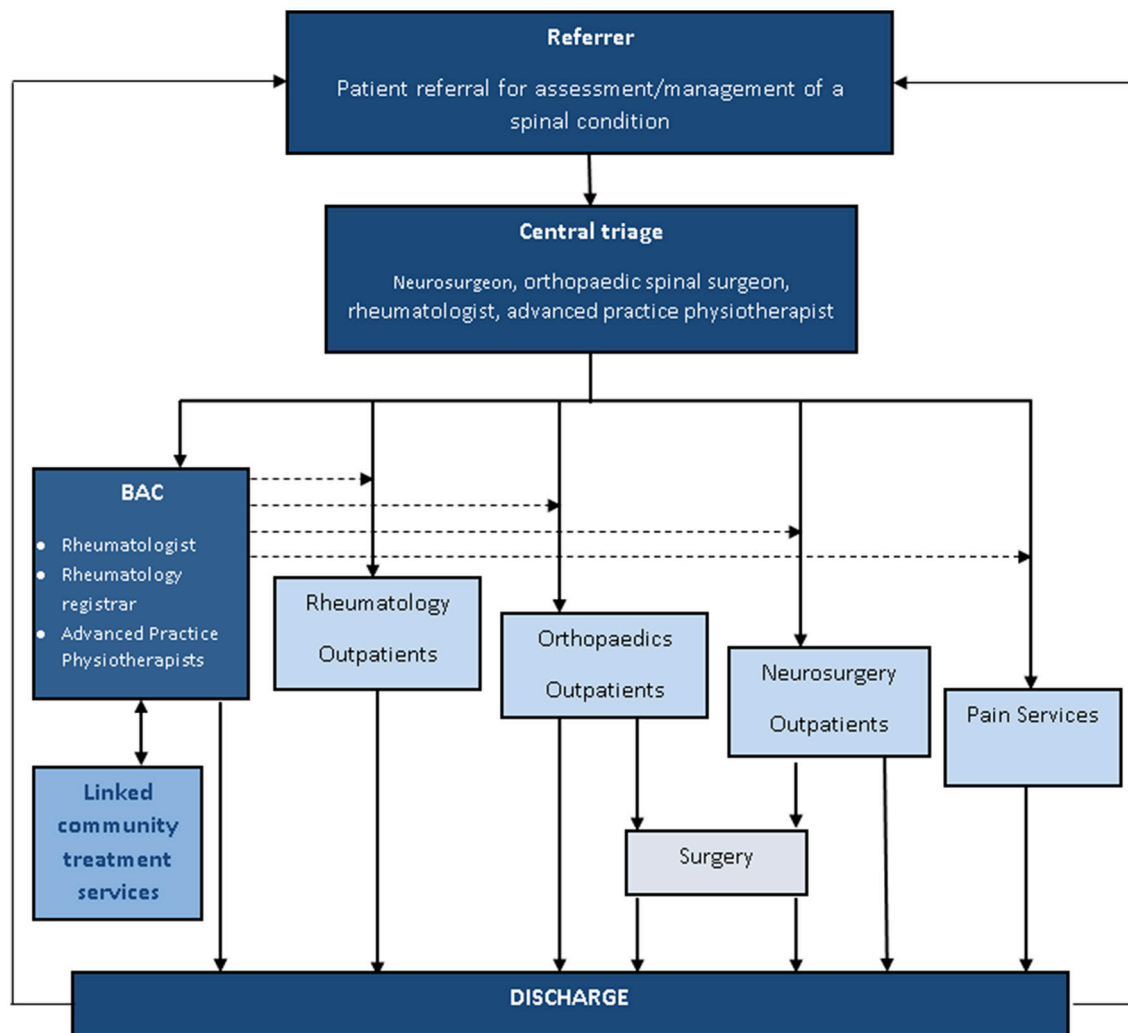 Referrer
Patient referral for assessment/management of a
spinal condition
Central triage
Neurosurgeon, orthopaedic spinal surgeon,
rheumatologist, advanced practice physiotherapist
BAC
• Rheumatologist
• Rheumatology
registrar
• Advanced Practice
Physiotherapists
Rheumatology
Outpatients
Orthopaedics
Outpatients
Neurosurgery
Outpatients
Pain Services
Linked
community
treatment
services
Surgery
DISCHARGE